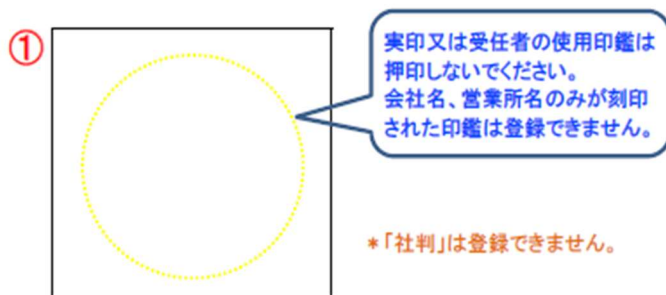 ①
実印又は受任者の使用印鑑は
押印しないでください。
会社名、営業所名のみが刻印
された印鑑は登録できません。
*「社判」は登録できません。